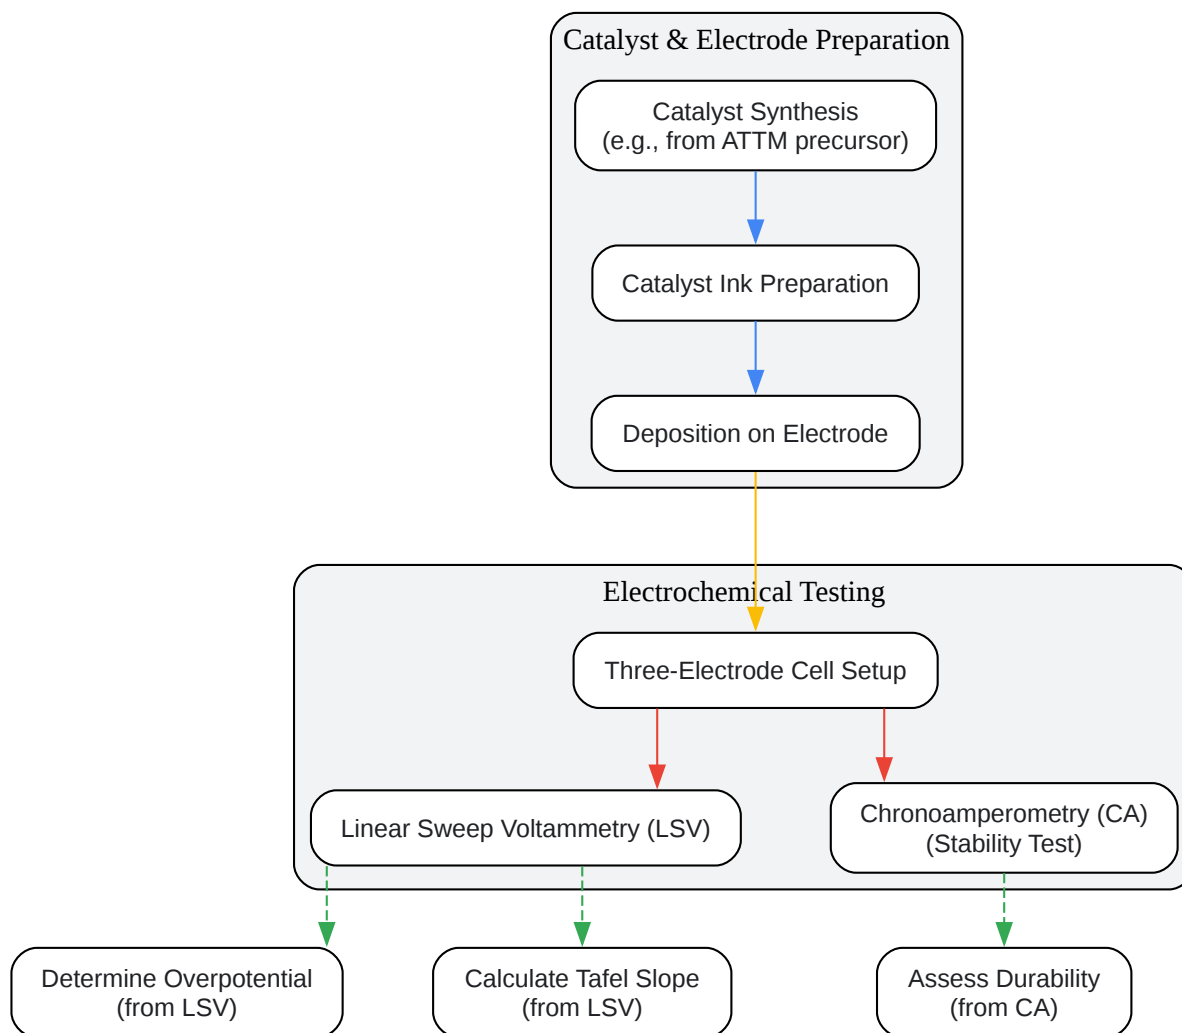 Catalyst & Electrode Preparation
Catalyst Synthesis
(e.g., from ATTM precursor)
Catalyst Ink Preparation
Deposition on Electrode
Electrochemical Testing
Three-Electrode Cell Setup
Linear Sweep Voltammetry (LSV)
Chronoamperometry (CA)
(Stability Test)
Determine Overpotential
(from LSV)
Calculate Tafel Slope
(from LSV)
Assess Durability
(from CA)